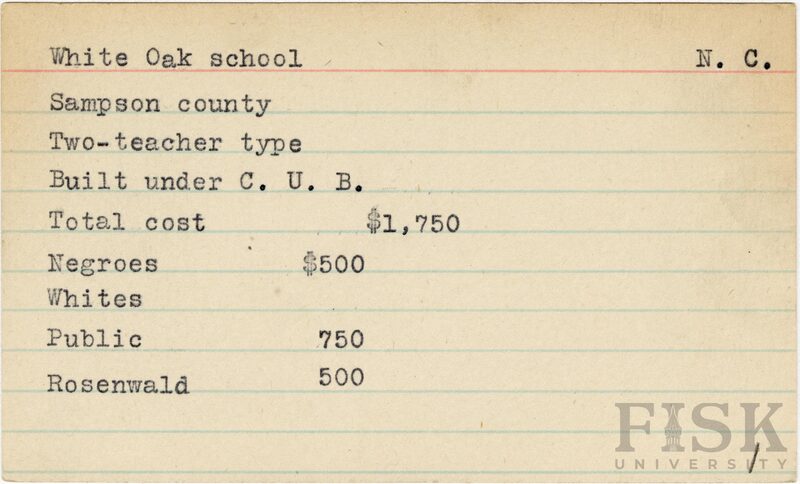 White Oak school N. C.
Sampson county
Two-teacher type
Built under C. U. B.
Total cost $1,750
Negroes $500
Whites
Public 750
Rosenwald 500
FISK
UNIVERSITY
/